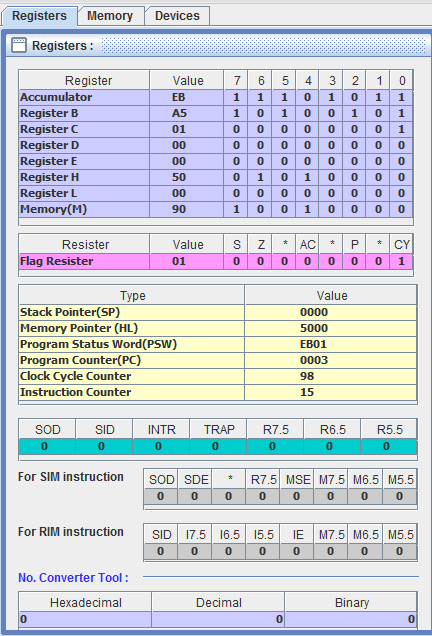 Registers Memory Devices
Registers :
Register Value 7 6 5 4 3 2 1 0
Accumulator EB 1 1 1 0 1 0 1 1
Register B A5 1 0 1 0 0 1 0 1
Register C 01 0 0 0 0 0 0 0 1
Register D 00 0 0 0 0 0 0 0 0
Register E 00 0 0 0 0 0 0 0 0
Register H 50 0 1 0 1 0 0 0 0
Register L 00 0 0 0 0 0 0 0 0
Memory(M) 90 1 0 0 1 0 0 0 0
Resister Value S Z * AC * P * CY
Flag Resister 01 0 0 0 0 0 0 0 1
Type Value
Stack Pointer(SP) 0000
Memory Pointer (HL) 5000
Program Status Word(PSW) EB01
Program Counter(PC) 0003
Clock Cycle Counter 98
Instruction Counter 15
SOD SID INTR TRAP R7.5 R6.5 R5.5
0 0 0 0 0 0 0
For SIM instruction SOD SDE * R7.5 MSE M7.5 M6.5 M5.5
0 0 0 0 0 0 0 0
For RIM instruction SID I7.5 I6.5 I5.5 IE M7.5 M6.5 M5.5
0 0 0 0 0 0 0 0
No. Converter Tool :
Hexadecimal Decimal Binary
0 0 0